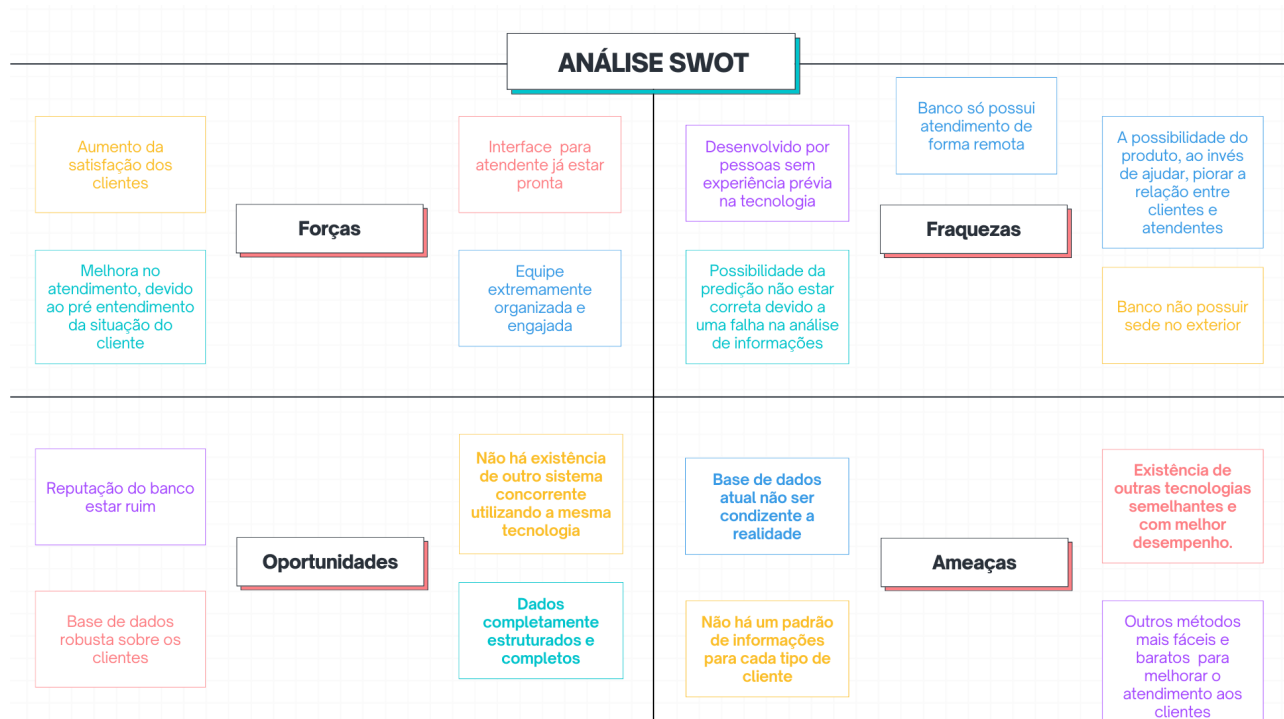 ANÁLISE SWOT
Aumento da
satisfação dos
clientes
Interface para
atendente já estar
pronta
Forças
Melhora no
atendimento, devido
ao pré entendimento
da situação do
cliente
Equipe
extremamente
organizada e
engajada
Desenvolvido por
pessoas sem
experiência prévia
na tecnologia
Banco só possui
atendimento de
forma remota
A possibilidade do
produto, ao invés
de ajudar, piorar a
relação entre
clientes e
atendentes
Fraquezas
Possibilidade da
predição não estar
correta devido a
uma falha na análise
de informações
Banco não possuir
sede no exterior
Reputação do banco
estar ruim
Não há existência
de outro sistema
concorrente
utilizando a mesma
tecnologia
Oportunidades
Base de dados
robusta sobre os
clientes
Dados
completamente
estruturados e
completos
Base de dados
atual não ser
condizente a
realidade
Existência de
outras tecnologias
semelhantes e
com melhor
desempenho.
Ameaças
Não há um padrão
de informações
para cada tipo de
cliente
Outros métodos
mais fáceis e
baratos para
melhorar o
atendimento aos
clientes